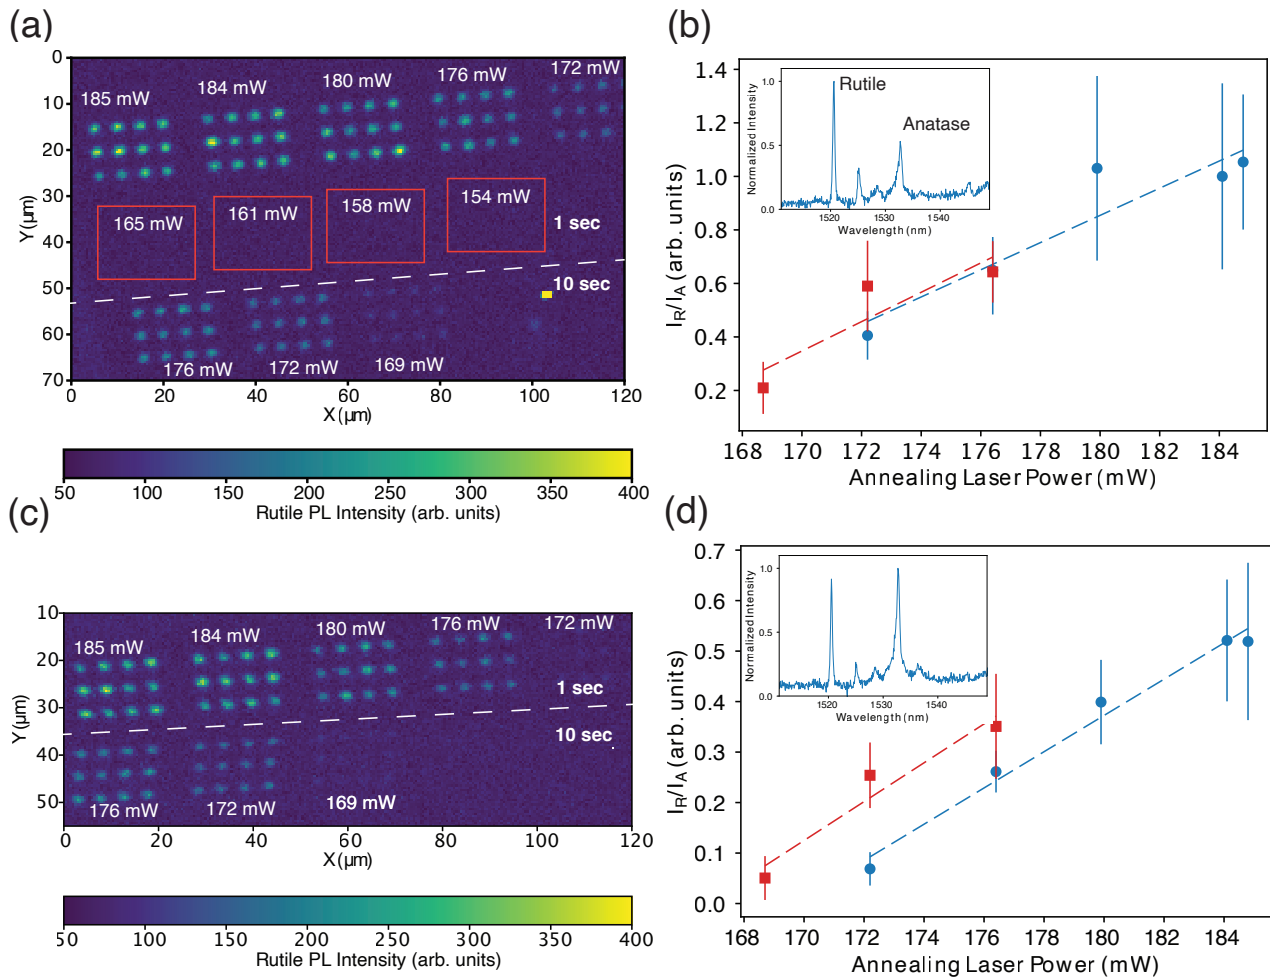 (a)
185 mW
184 mW
180 mW
176 mW
172 mW
165 mW
161 mW
158 mW
154 mW
1 sec
10 sec
176 mW
172 mW
169 mW
0
10
20
30
40
50
60
70
Y(μm)
0 20 40 60 80 100 120
X (μm)
50 100 150 200 250 300 350 400
Rutile PL Intensity (arb. units)
(b)
1.4
1.2
1.0
0.8
0.6
0.4
0.2
I_R/I_A (arb. units)
1.0
0.5
0.0
Normalized Intensity
Rutile
Anatase
1520 1530 1540
Wavelength (nm)
168 170 172 174 176 178 180 182 184
Annealing Laser Power (mW)
(c)
10
20
30
40
50
Y(μm)
185 mW
184 mW
180 mW
176 mW
172 mW
1 sec
10 sec
176 mW
172 mW
169 mW
0 20 40 60 80 100 120
X (μm)
50 100 150 200 250 300 350 400
Rutile PL Intensity (arb. units)
(d)
0.7
0.6
0.5
0.4
0.3
0.2
0.1
0.0
I_R/I_A (arb. units)
1.0
0.5
0.0
Normalized Intensity
1520 1530 1540
Wavelength (nm)
168 170 172 174 176 178 180 182 184
Annealing Laser Power (mW)